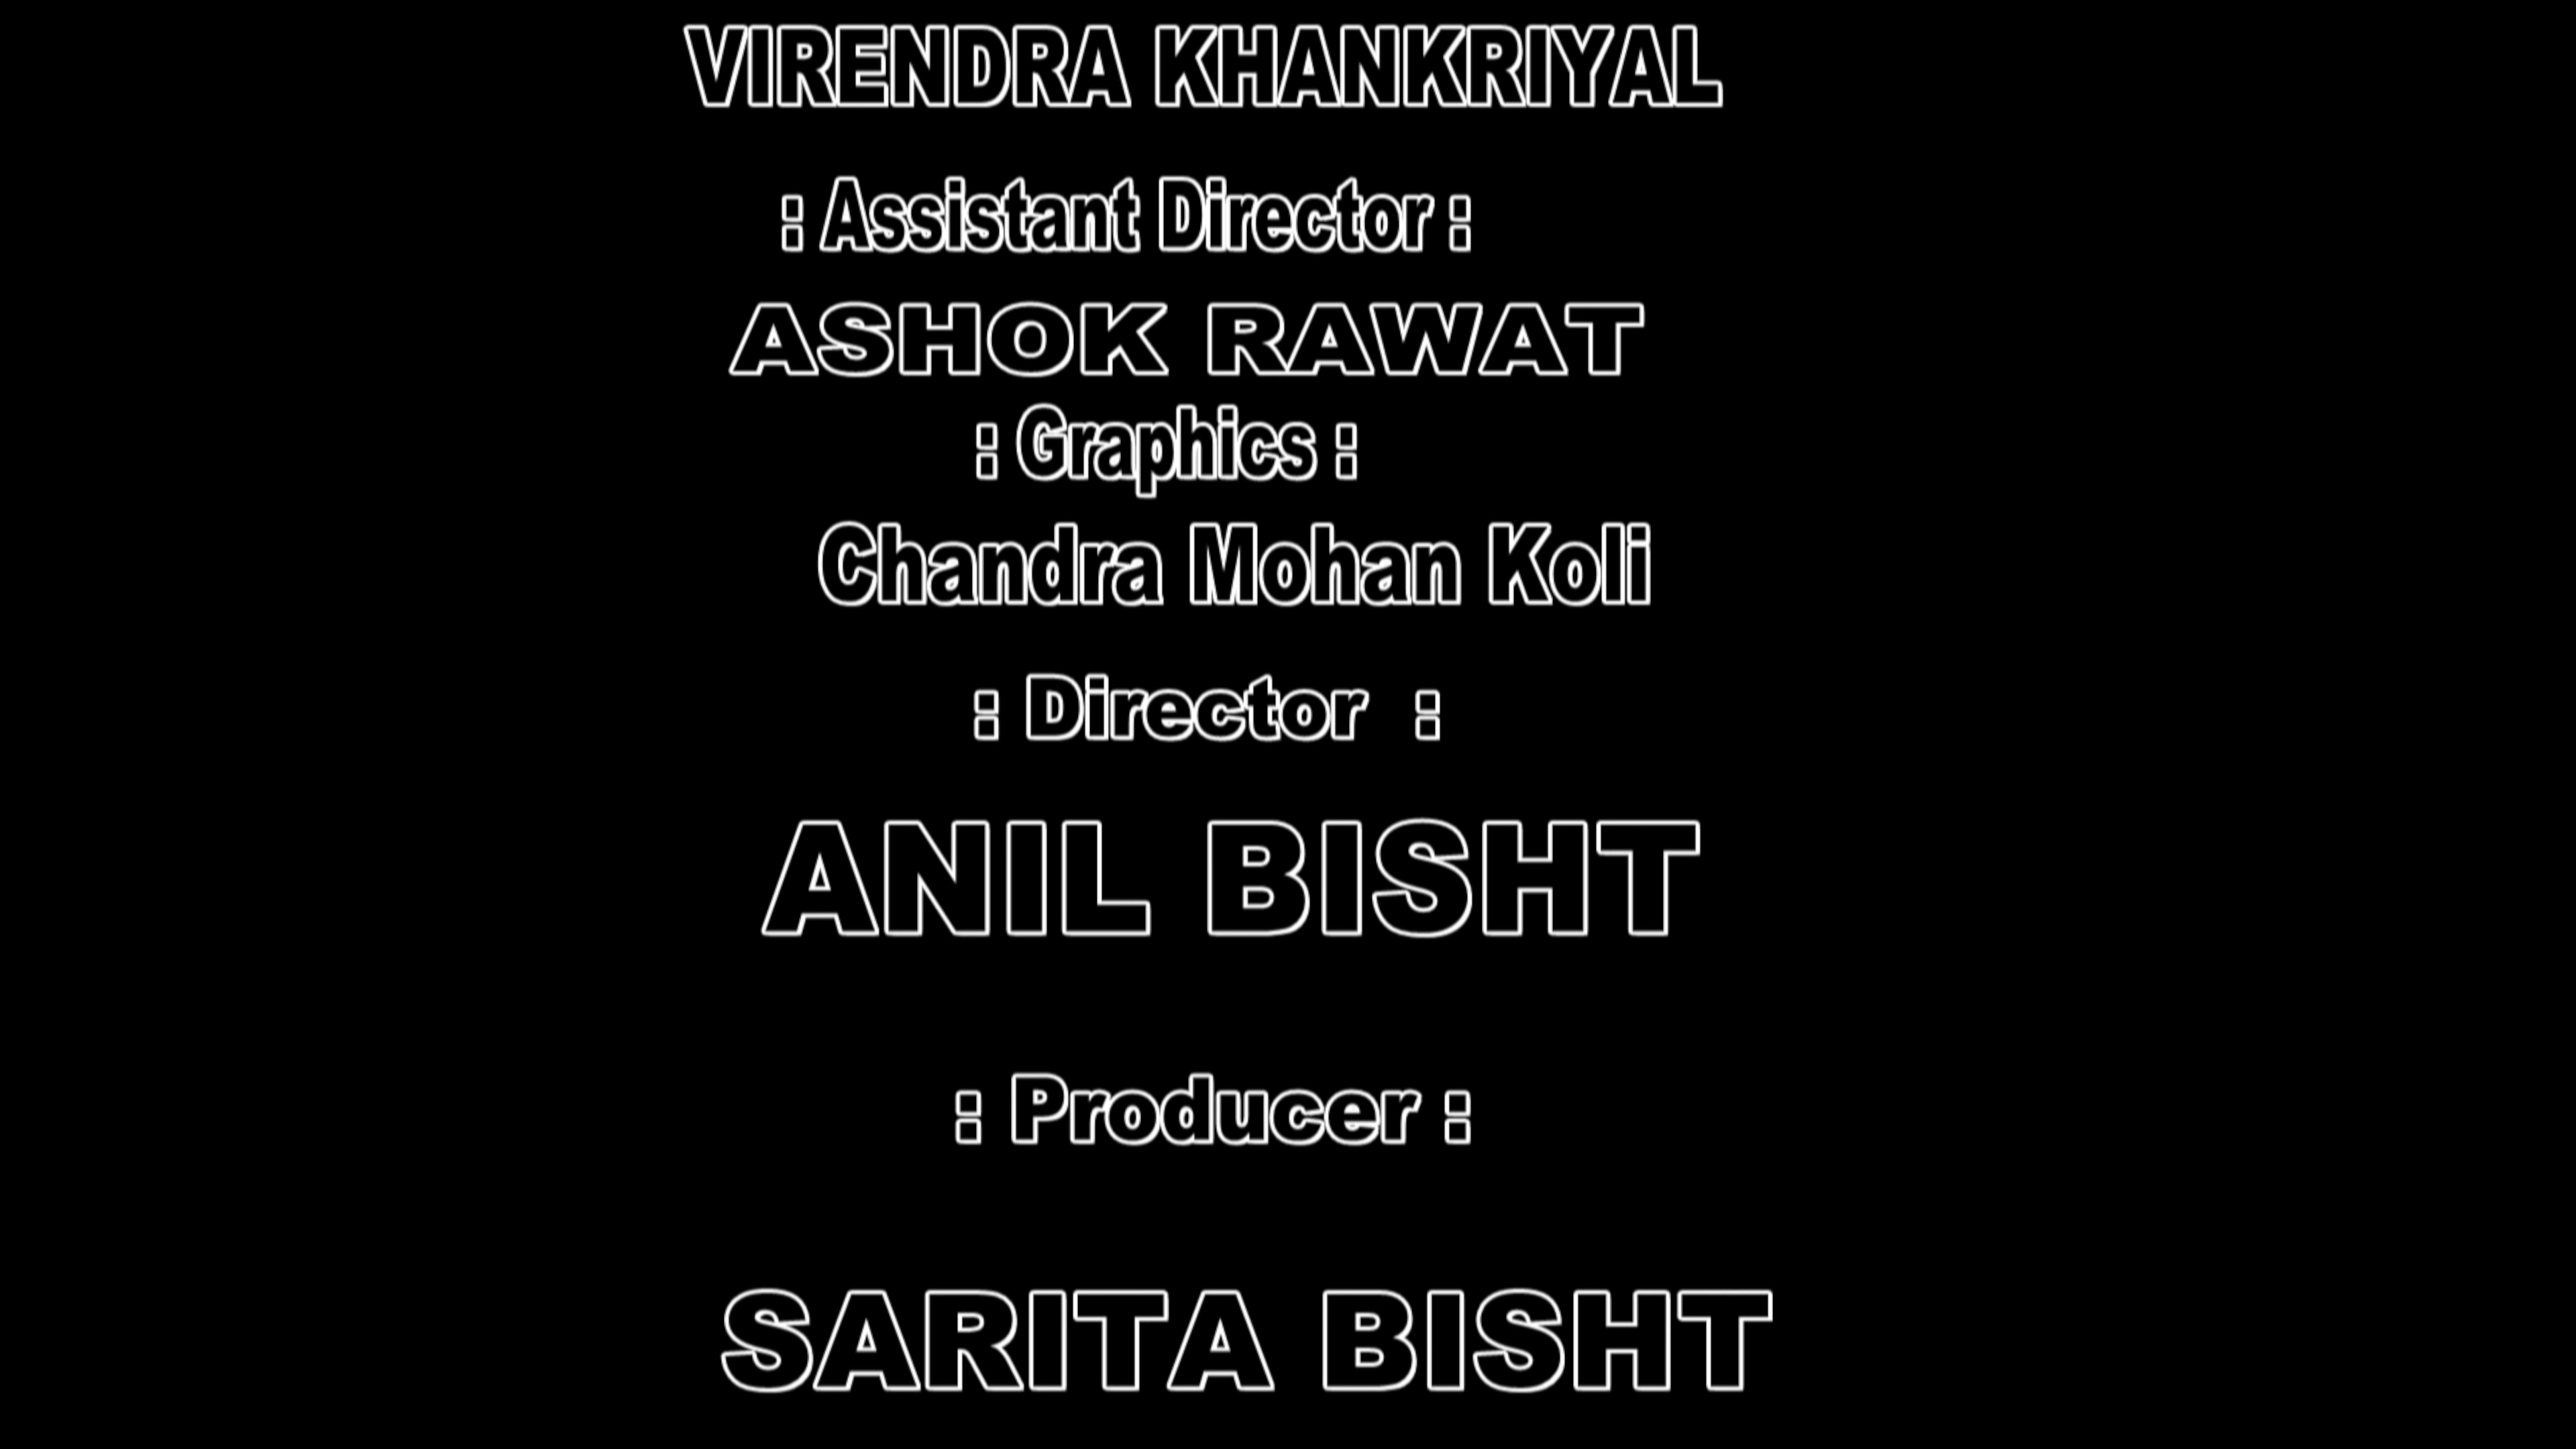 VIRENDRA KHANKRIYAL
: Assistant Director :
ASHOK RAWAT
: Graphics :
Chandra Mohan Koli
: Director :
ANIL BISHT
: Producer :
SARITA BISHT